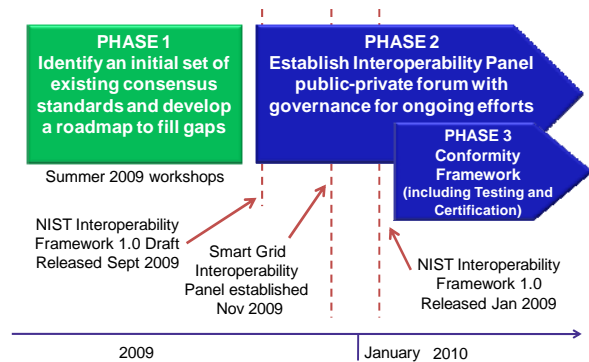 PHASE 1
Identify an initial set of
existing consensus
standards and develop
a roadmap to fill gaps
PHASE 2
Establish Interoperability Panel
public-private forum with
governance for ongoing efforts
PHASE 3
Conformity
Framework
(including Testing and
Certification)
Summer 2009 workshops
NIST Interoperability
Framework 1.0 Draft
Released Sept 2009
Smart Grid
Interoperability
Panel established
Nov 2009
NIST Interoperability
Framework 1.0
Released Jan 2009
2009
January 2010